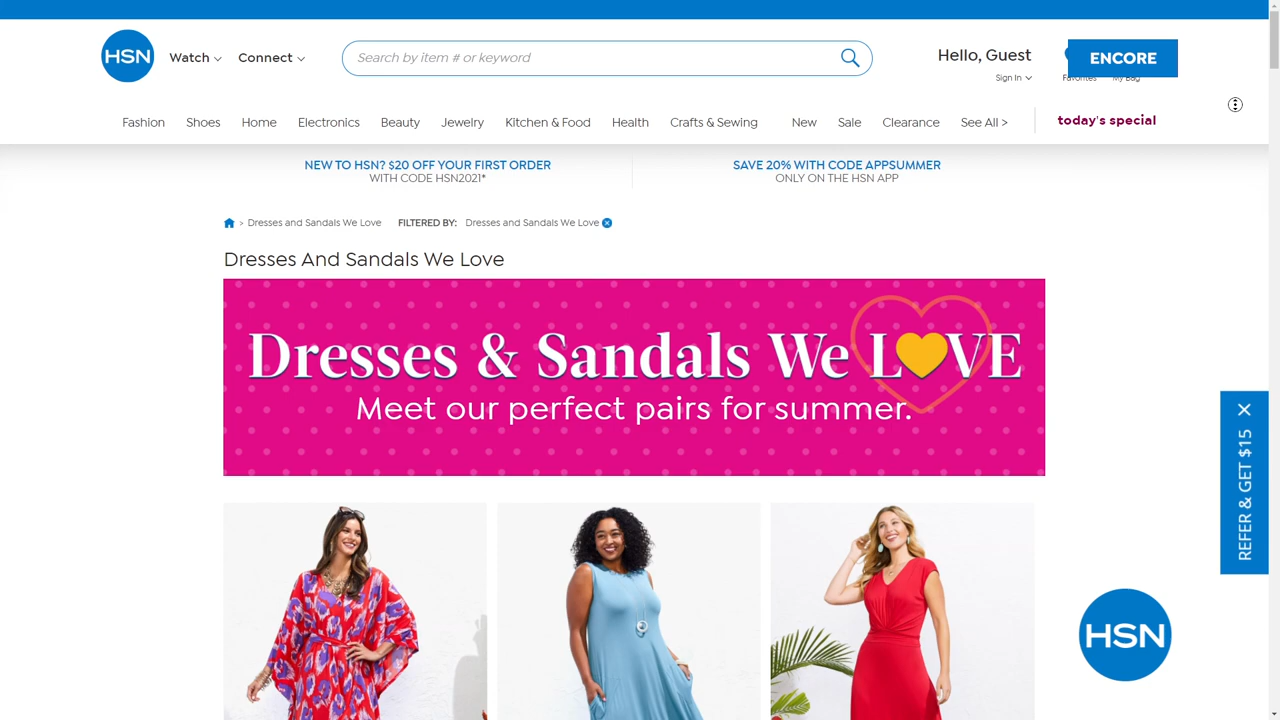 HSN
Watch
Connect
Search by item # or keyword
Hello, Guest
Sign In
ENCORE
Favorites
My Bag
Fashion
Shoes
Home
Electronics
Beauty
Jewelry
Kitchen & Food
Health
Crafts & Sewing
New
Sale
Clearance
See All >
today's special
NEW TO HSN? $20 OFF YOUR FIRST ORDER
WITH CODE HSN2021*
SAVE 20% WITH CODE APPSUMMER
ONLY ON THE HSN APP
> Dresses and Sandals We Love
FILTERED BY: Dresses and Sandals We Love
Dresses And Sandals We Love
Dresses & Sandals We LOVE
Meet our perfect pairs for summer.
REFER & GET $15
HSN